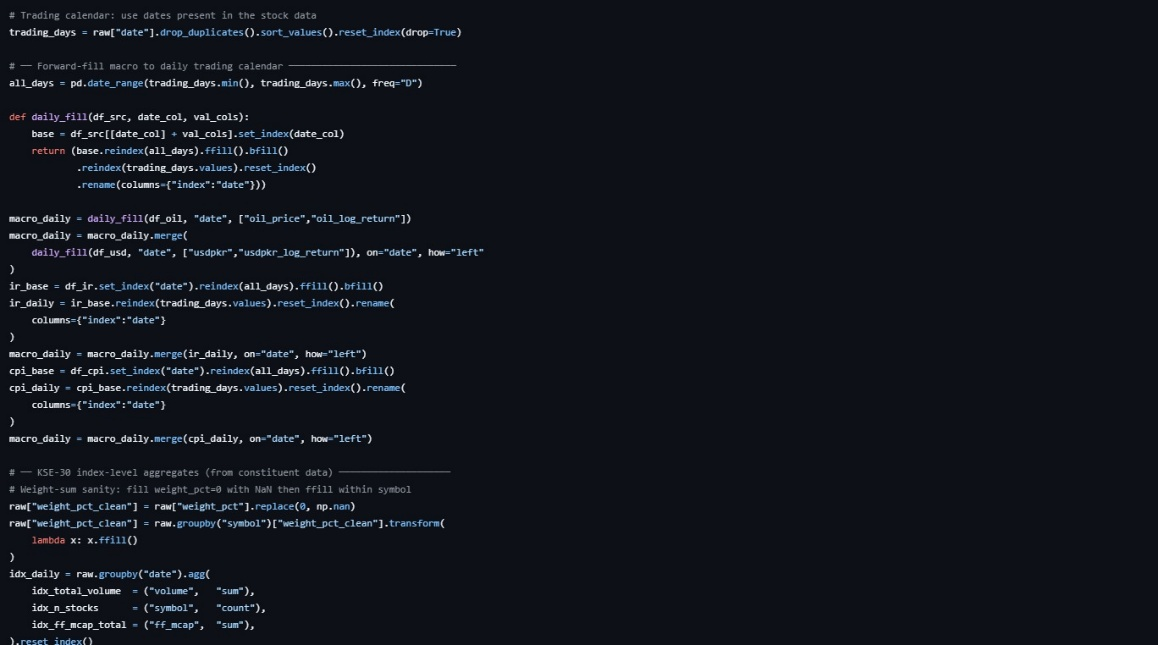 # Trading calendar: use dates present in the stock data
trading_days = raw["date"].drop_duplicates().sort_values().reset_index(drop=True)
# ── Forward-fill macro to daily trading calendar ──────────────────────────────
all_days = pd.date_range(trading_days.min(), trading_days.max(), freq="D")
def daily_fill(df_src, date_col, val_cols):
    base = df_src[[date_col] + val_cols].set_index(date_col)
    return (base.reindex(all_days).ffill().bfill()
            .reindex(trading_days.values).reset_index()
            .rename(columns={"index":"date"}))
macro_daily = daily_fill(df_oil, "date", ["oil_price","oil_log_return"])
macro_daily = macro_daily.merge(
    daily_fill(df_usd, "date", ["usdpkr","usdpkr_log_return"]), on="date", how="left"
)
ir_base = df_ir.set_index("date").reindex(all_days).ffill().bfill()
ir_daily = ir_base.reindex(trading_days.values).reset_index().rename(
    columns={"index":"date"}
)
macro_daily = macro_daily.merge(ir_daily, on="date", how="left")
cpi_base = df_cpi.set_index("date").reindex(all_days).ffill().bfill()
cpi_daily = cpi_base.reindex(trading_days.values).reset_index().rename(
    columns={"index":"date"}
)
macro_daily = macro_daily.merge(cpi_daily, on="date", how="left")
# ── KSE-30 index-level aggregates (from constituent data) ────────────────────
# Weight-sum sanity: fill weight_pct=0 with NaN then ffill within symbol
raw["weight_pct_clean"] = raw["weight_pct"].replace(0, np.nan)
raw["weight_pct_clean"] = raw.groupby("symbol")["weight_pct_clean"].transform(
    lambda x: x.ffill()
)
idx_daily = raw.groupby("date").agg(
    idx_total_volume  = ("volume",   "sum"),
    idx_n_stocks      = ("symbol",   "count"),
    idx_ff_mcap_total = ("ff_mcap",  "sum"),
).reset_index()